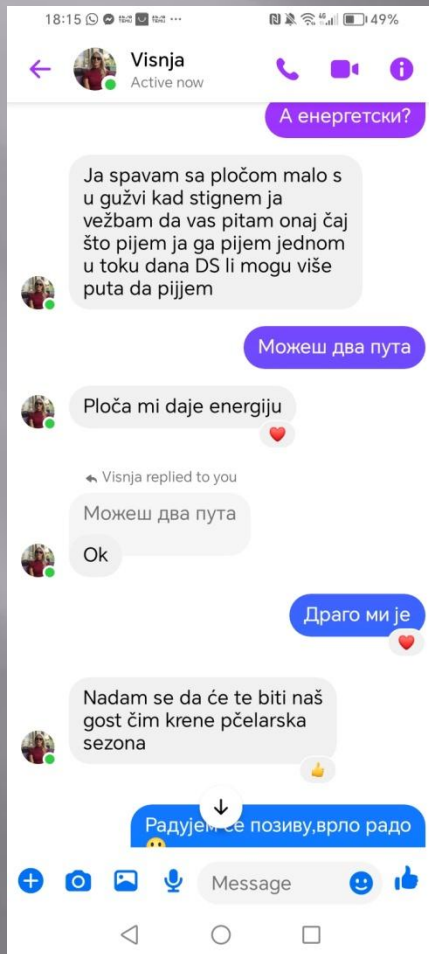 18:15
49%
Visnja
Active now
А енергетски?
Ja spavam sa pločom malo s
u gužvi kad stignem ja
vežbam da vas pitam onaj čaj
što pijem ja ga pijem jednom
u toku dana DS li mogu više
puta da pijjem
Можеш два пута
Ploča mi daje energiju
Visnja replied to you
Можеш два пута
Ok
Драго ми је
Nadam se da će te biti naš
gost čim krene pčelarska
sezona
Радујем се позиву,врло радо
Message